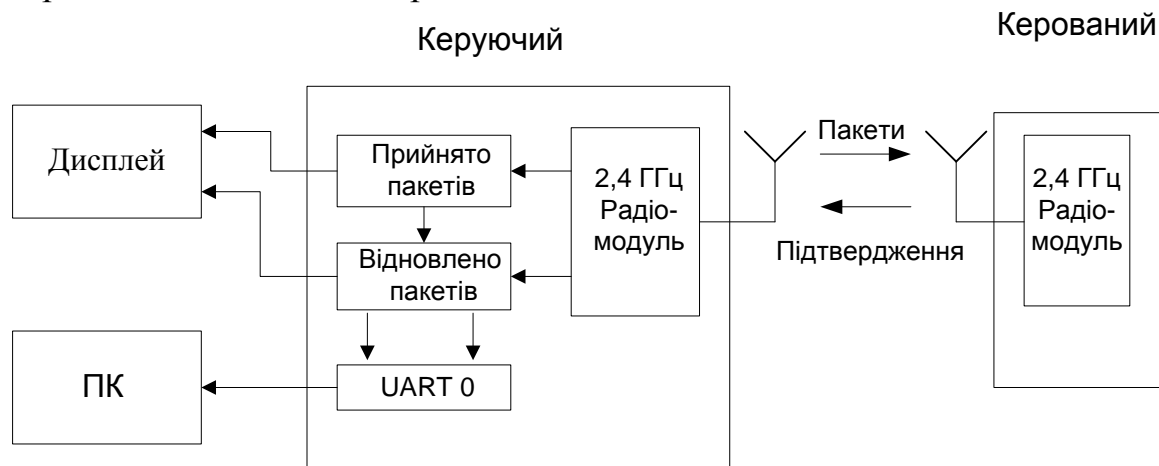 Керуючий
Керований
Дисплей
Прийнято
пакетів
Відновлено
пакетів
UART 0
ПК
2,4 ГГц
Радіо-
модуль
Пакети
Підтвердження
2,4 ГГц
Радіо-
модуль